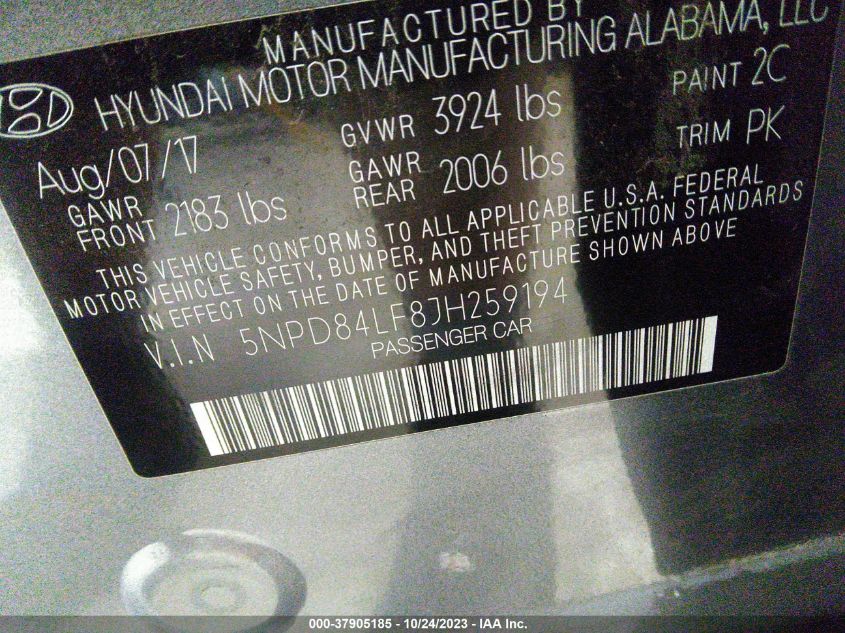 MANUFACTURED BY
HYUNDAI MOTOR MANUFACTURING ALABAMA, LLC
Aug/07/17 GVWR 3924 lbs PAINT 2C
GAWR FRONT 2183 lbs GAWR REAR 2006 lbs TRIM PK
THIS VEHICLE CONFORMS TO ALL APPLICABLE U.S.A. FEDERAL
MOTOR VEHICLE SAFETY, BUMPER, AND THEFT PREVENTION STANDARDS
IN EFFECT ON THE DATE OF MANUFACTURE SHOWN ABOVE
V.I.N 5NPD84LF8JH259194
PASSENGER CAR
000-37905185 - 10/24/2023 - IAA Inc.